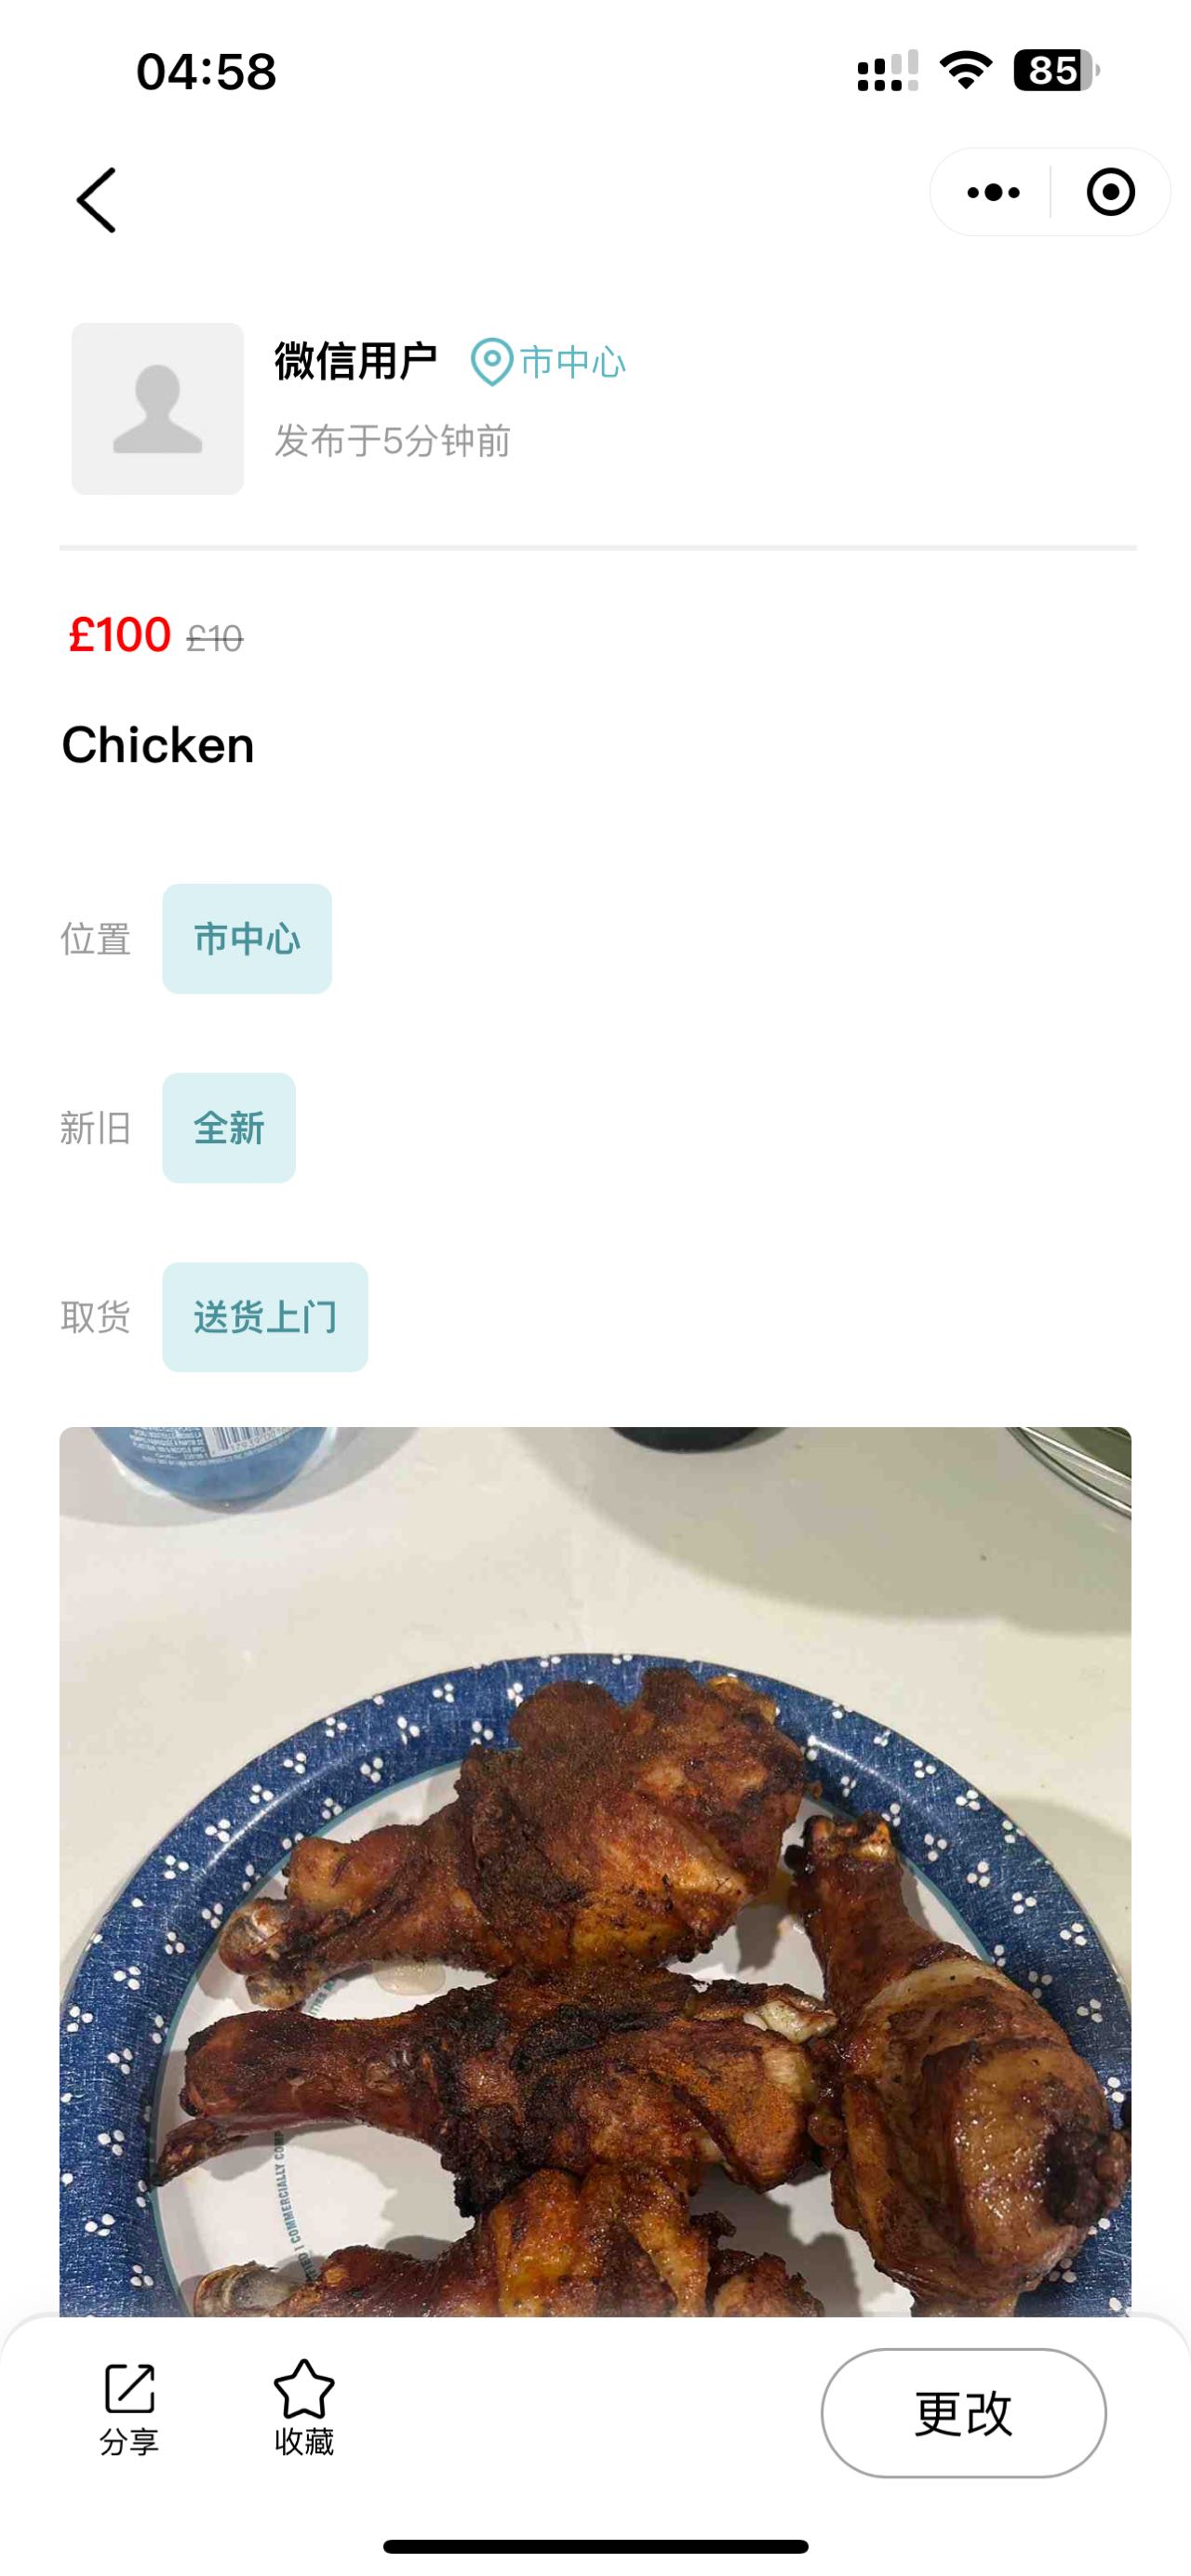 04:58
85
微信用户 市中心
发布于5分钟前
£100 £10
Chicken
位置 市中心
新旧 全新
取货 送货上门
COMMERCIALLY
分享 收藏 更改